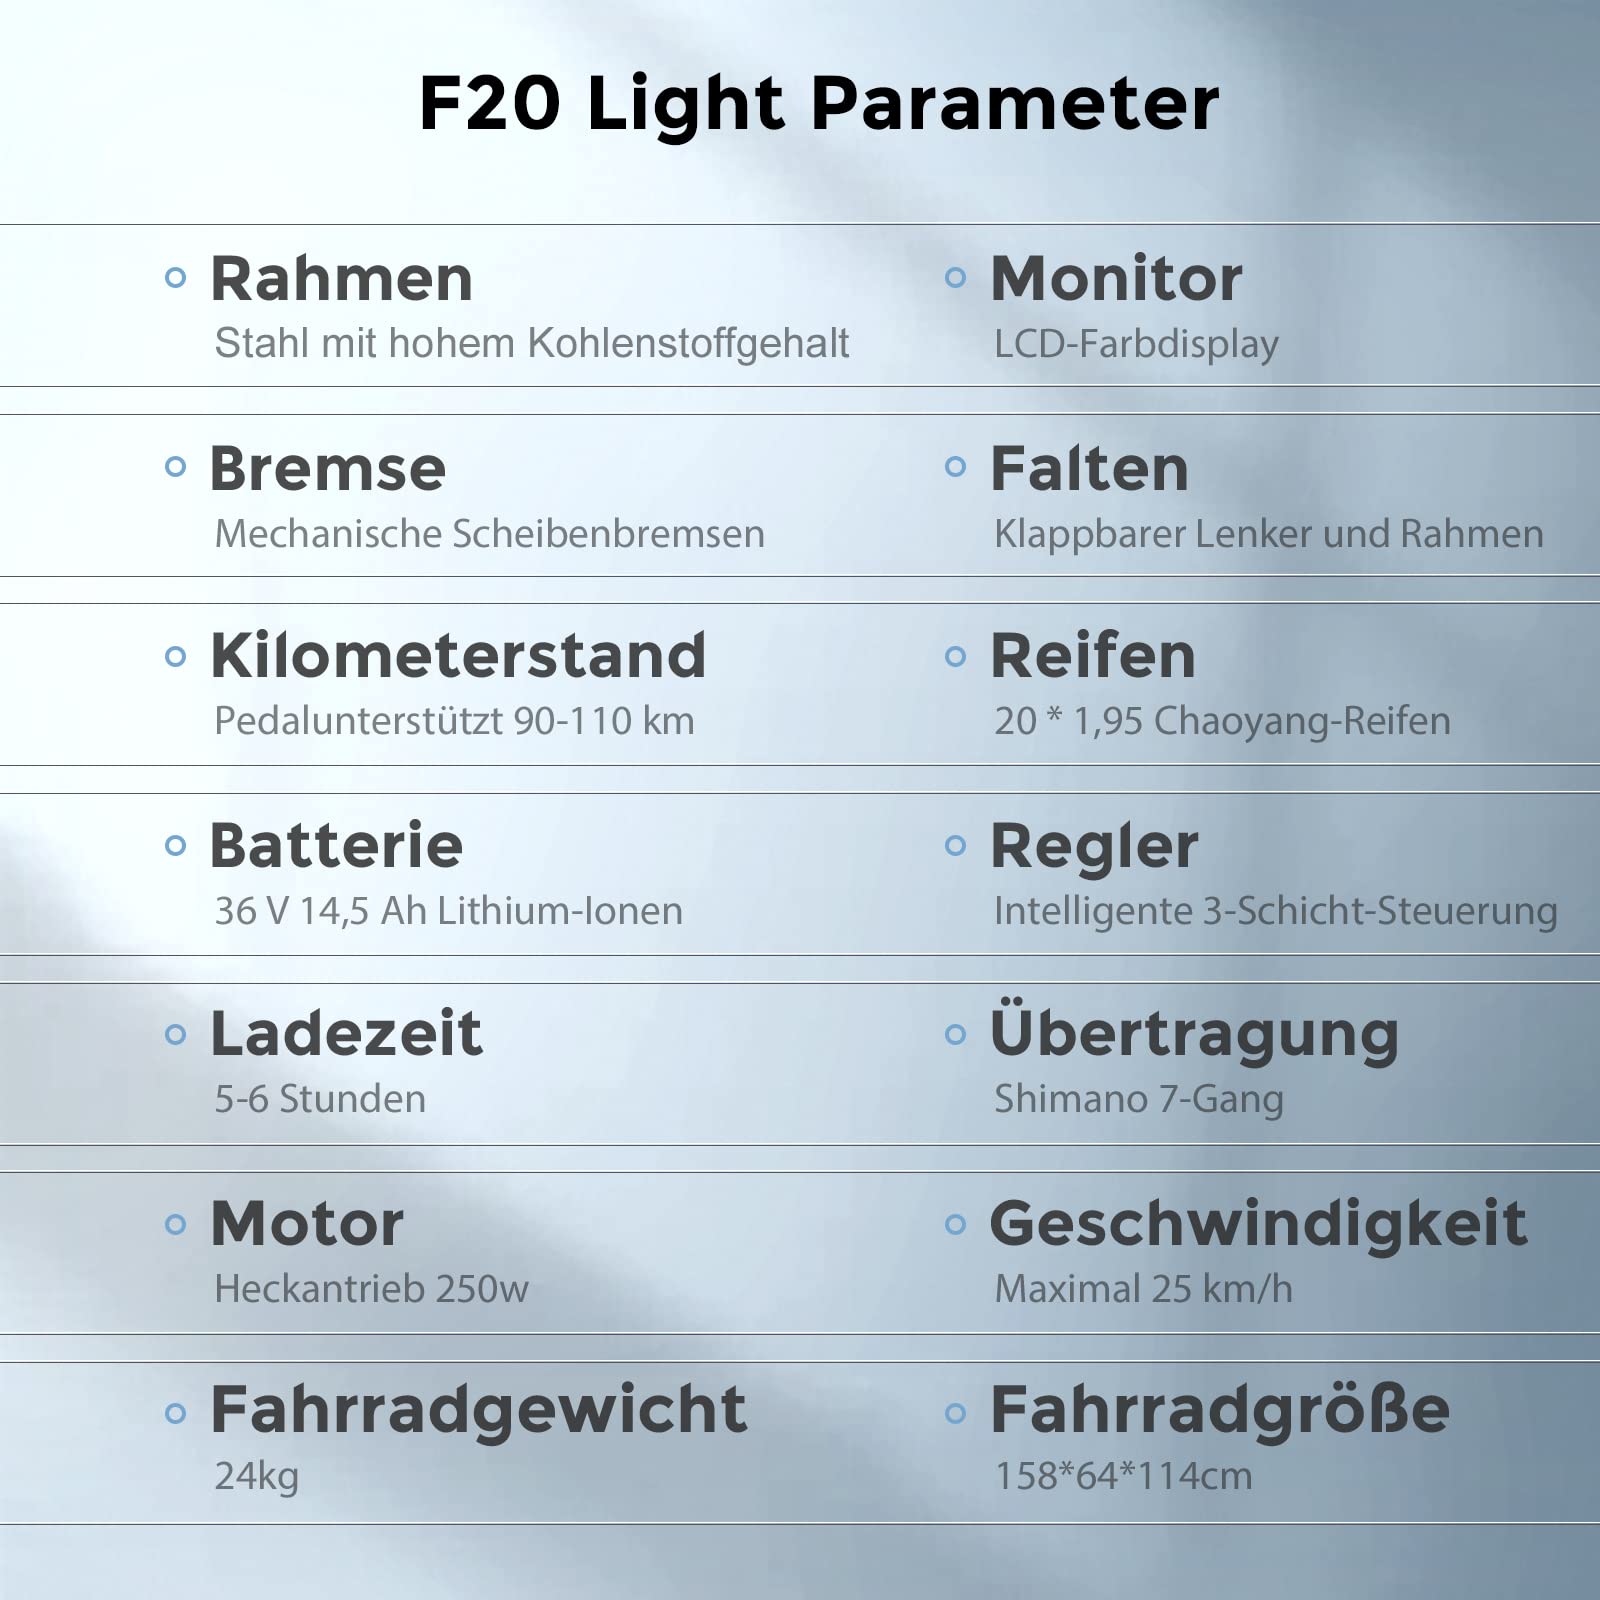 F20 Light Parameter
Rahmen
Stahl mit hohem Kohlenstoffgehalt
Monitor
LCD-Farbdisplay
Bremse
Mechanische Scheibenbremsen
Falten
Klappbarer Lenker und Rahmen
Kilometerstand
Pedalunterstützt 90-110 km
Reifen
20 * 1,95 Chaoyang-Reifen
Batterie
36 V 14,5 Ah Lithium-Ionen
Regler
Intelligente 3-Schicht-Steuerung
Ladezeit
5-6 Stunden
Übertragung
Shimano 7-Gang
Motor
Heckantrieb 250w
Geschwindigkeit
Maximal 25 km/h
Fahrradgewicht
24kg
Fahrradgröße
158*64*114cm